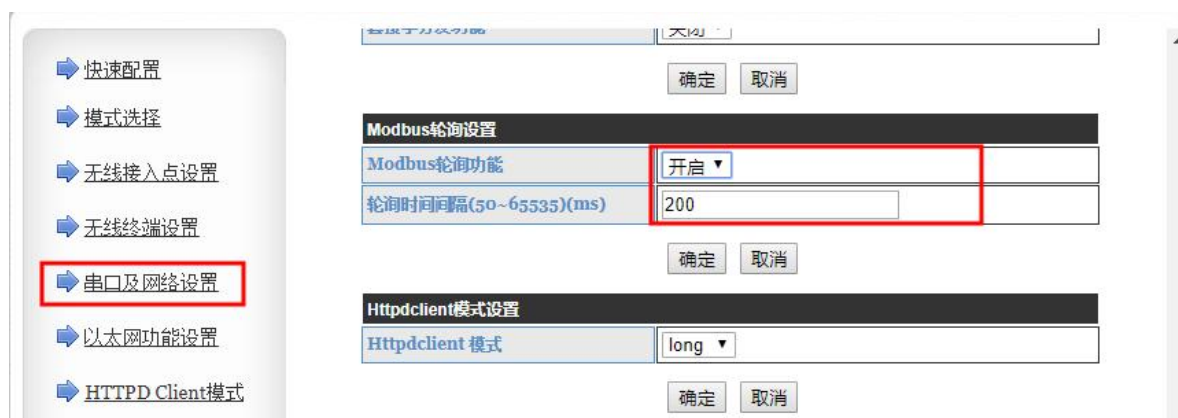 快速配置
模式选择
无线接入点设置
无线终端设置
串口及网络设置
以太网功能设置
HTTPD Client模式
关闭
确定 取消
Modbus轮询设置
Modbus轮询功能 开启
轮询时间间隔(50~65535)(ms) 200
确定 取消
Httpdclient模式设置
Httpdclient 模式 long
确定 取消